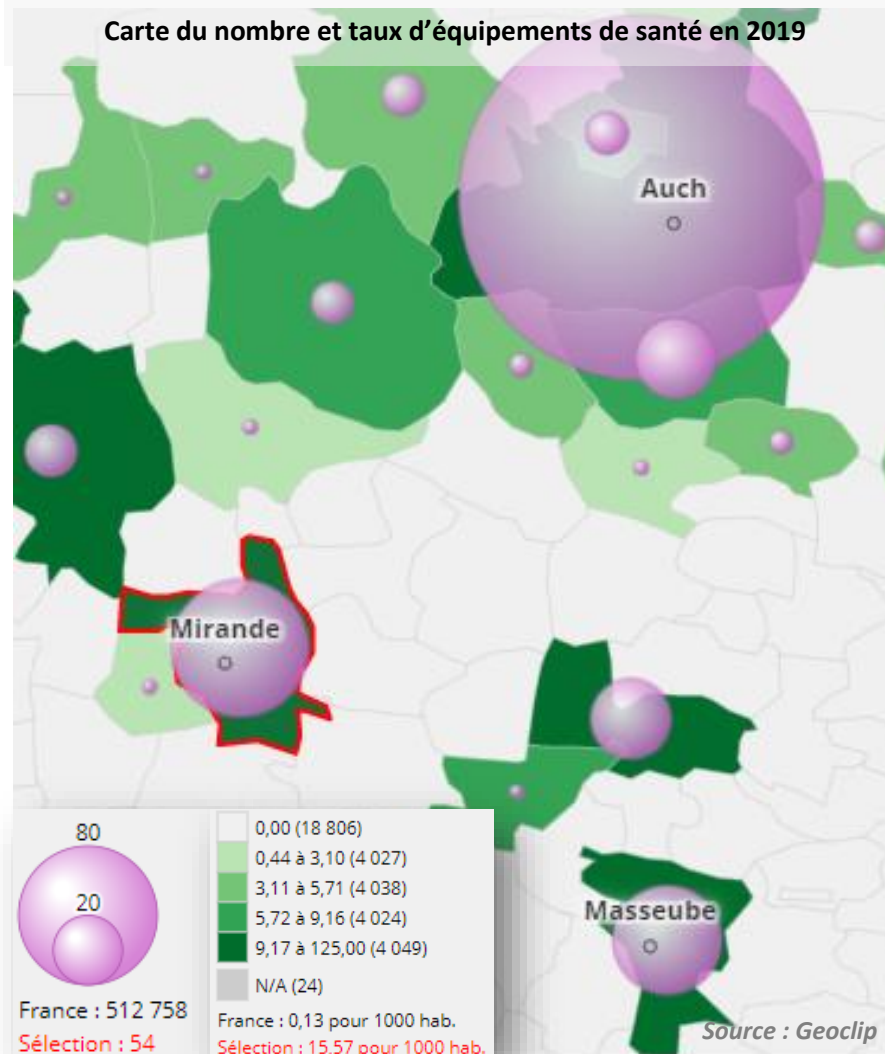 Carte du nombre et taux d’équipements de santé en 2019
Auch
Mirande
Masseube
80
20
France : 512 758
Sélection : 54
0,00 (18 806)
0,44 à 3,10 (4 027)
3,11 à 5,71 (4 038)
5,72 à 9,16 (4 024)
9,17 à 125,00 (4 049)
N/A (24)
France : 0,13 pour 1000 hab.
Sélection : 15,57 pour 1000 hab.
Source : Geoclip